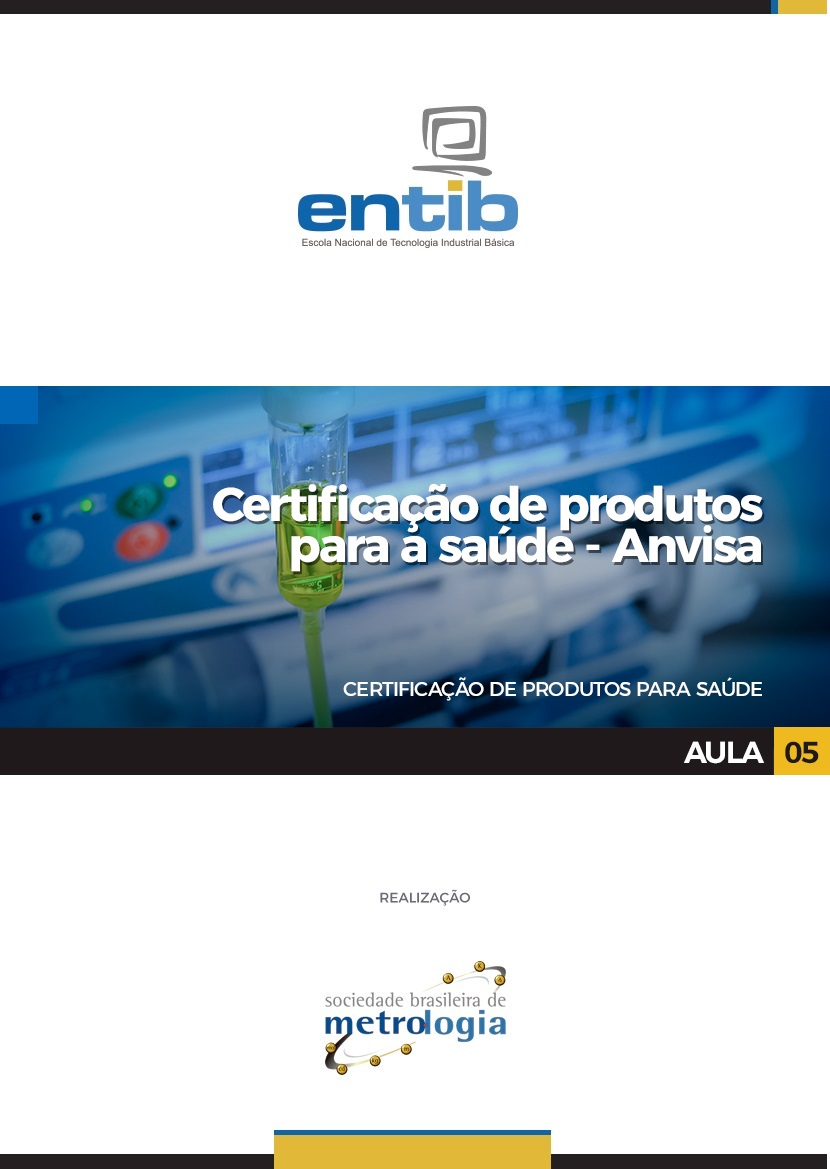 entib
Escola Nacional de Tecnologia Industrial Básica
Certificação de produtos
para a saúde - Anvisa
CERTIFICAÇÃO DE PRODUTOS PARA SAÚDE
AULA 05
REALIZAÇÃO
sociedade brasileira de
metrologia